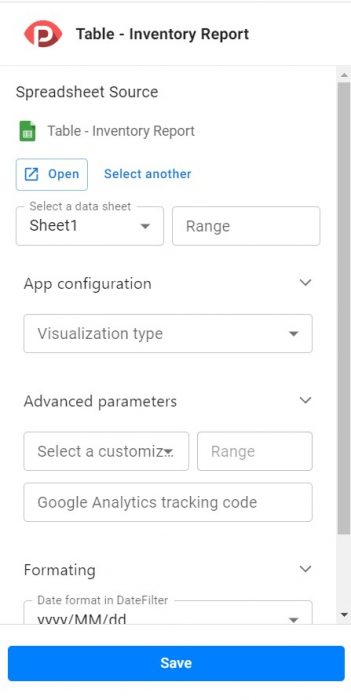 P
Table - Inventory Report
Spreadsheet Source
Table - Inventory Report
Open Select another
Select a data sheet
Sheet1 Range
App configuration
Visualization type
Advanced parameters
Select a customiz... Range
Google Analytics tracking code
Formating
Date format in DateFilter
yyyy/MM/dd
Save